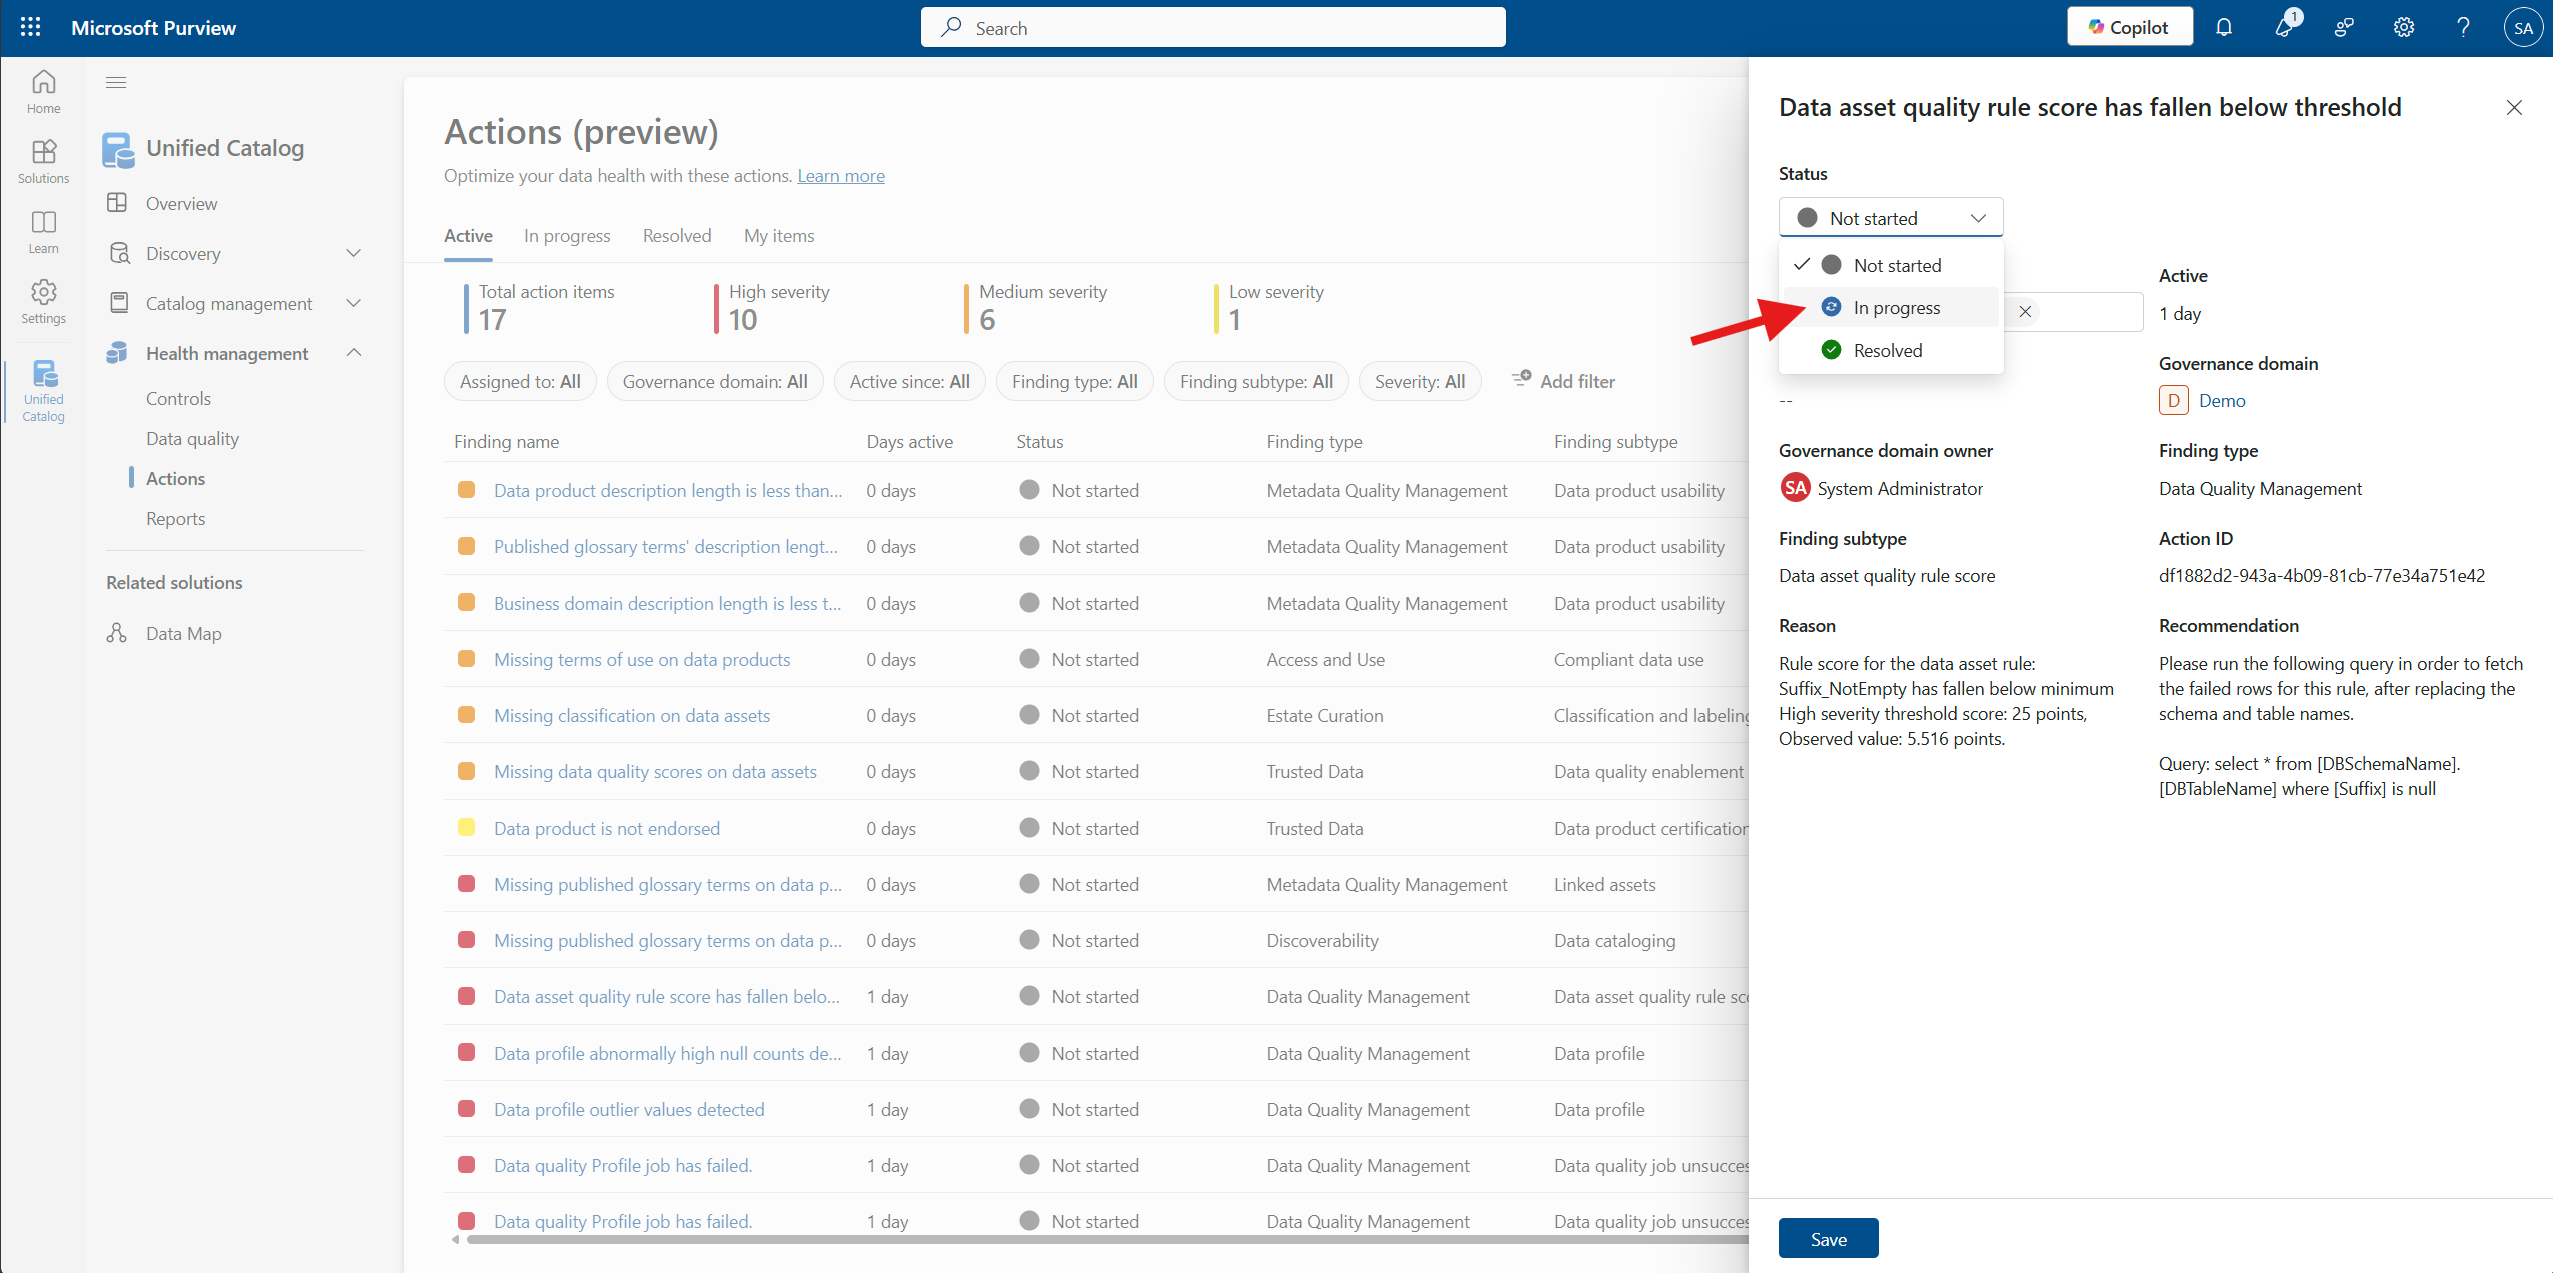 Microsoft Purview
Search
Copilot
1
SA
Home
Solutions
Learn
Settings
Unified
Catalog
Unified Catalog
Overview
Discovery
Catalog management
Health management
Controls
Data quality
Actions
Reports
Related solutions
Data Map
Actions (preview)
Optimize your data health with these actions. Learn more
Active In progress Resolved My items
Total action items High severity Medium severity Low severity
17 10 6 1
Assigned to: All Governance domain: All Active since: All Finding type: All Finding subtype: All Severity: All Add filter
Finding name Days active Status Finding type Finding subtype
Data product description length is less than... 0 days Not started Metadata Quality Management Data product usability
Published glossary terms' description lengt... 0 days Not started Metadata Quality Management Data product usability
Business domain description length is less t... 0 days Not started Metadata Quality Management Data product usability
Missing terms of use on data products 0 days Not started Access and Use Compliant data use
Missing classification on data assets 0 days Not started Estate Curation Classification and labeling
Missing data quality scores on data assets 0 days Not started Trusted Data Data quality enablement
Data product is not endorsed 0 days Not started Trusted Data Data product certification
Missing published glossary terms on data p... 0 days Not started Metadata Quality Management Linked assets
Missing published glossary terms on data p... 0 days Not started Discoverability Data cataloging
Data asset quality rule score has fallen belo... 1 day Not started Data Quality Management Data asset quality rule sc
Data profile abnormally high null counts de... 1 day Not started Data Quality Management Data profile
Data profile outlier values detected 1 day Not started Data Quality Management Data profile
Data quality Profile job has failed. 1 day Not started Data Quality Management Data quality job unsucces
Data quality Profile job has failed. 1 day Not started Data Quality Management Data quality job unsucces
Data asset quality rule score has fallen below threshold
Status
Not started
Not started
In progress
Resolved
Active
1 day
Governance domain
--
D Demo
Governance domain owner
SA System Administrator
Finding type
Data Quality Management
Finding subtype
Data asset quality rule score
Action ID
df1882d2-943a-4b09-81cb-77e34a751e42
Reason
Rule score for the data asset rule:
Suffix_NotEmpty has fallen below minimum
High severity threshold score: 25 points,
Observed value: 5.516 points.
Recommendation
Please run the following query in order to fetch
the failed rows for this rule, after replacing the
schema and table names.
Query: select * from [DBSchemaName].
[DBTableName] where [Suffix] is null
Save